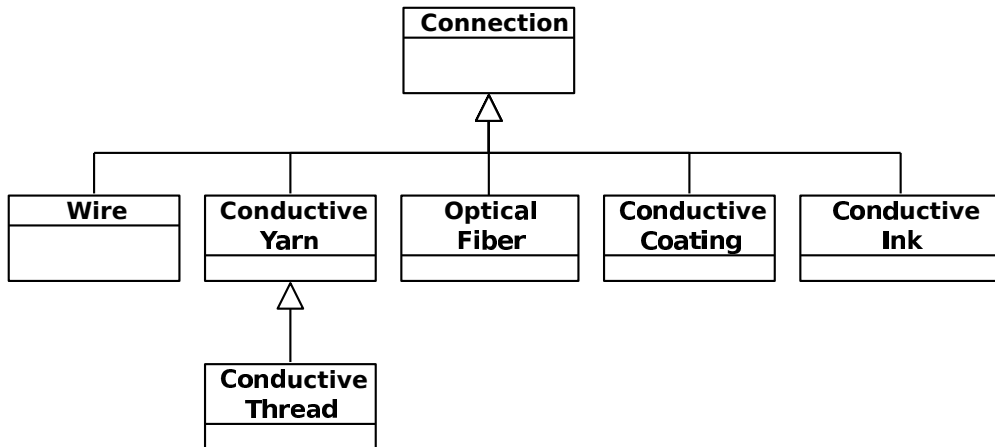 Connection
Wire
Conductive
Yarn
Optical
Fiber
Conductive
Coating
Conductive
Ink
Conductive
Thread